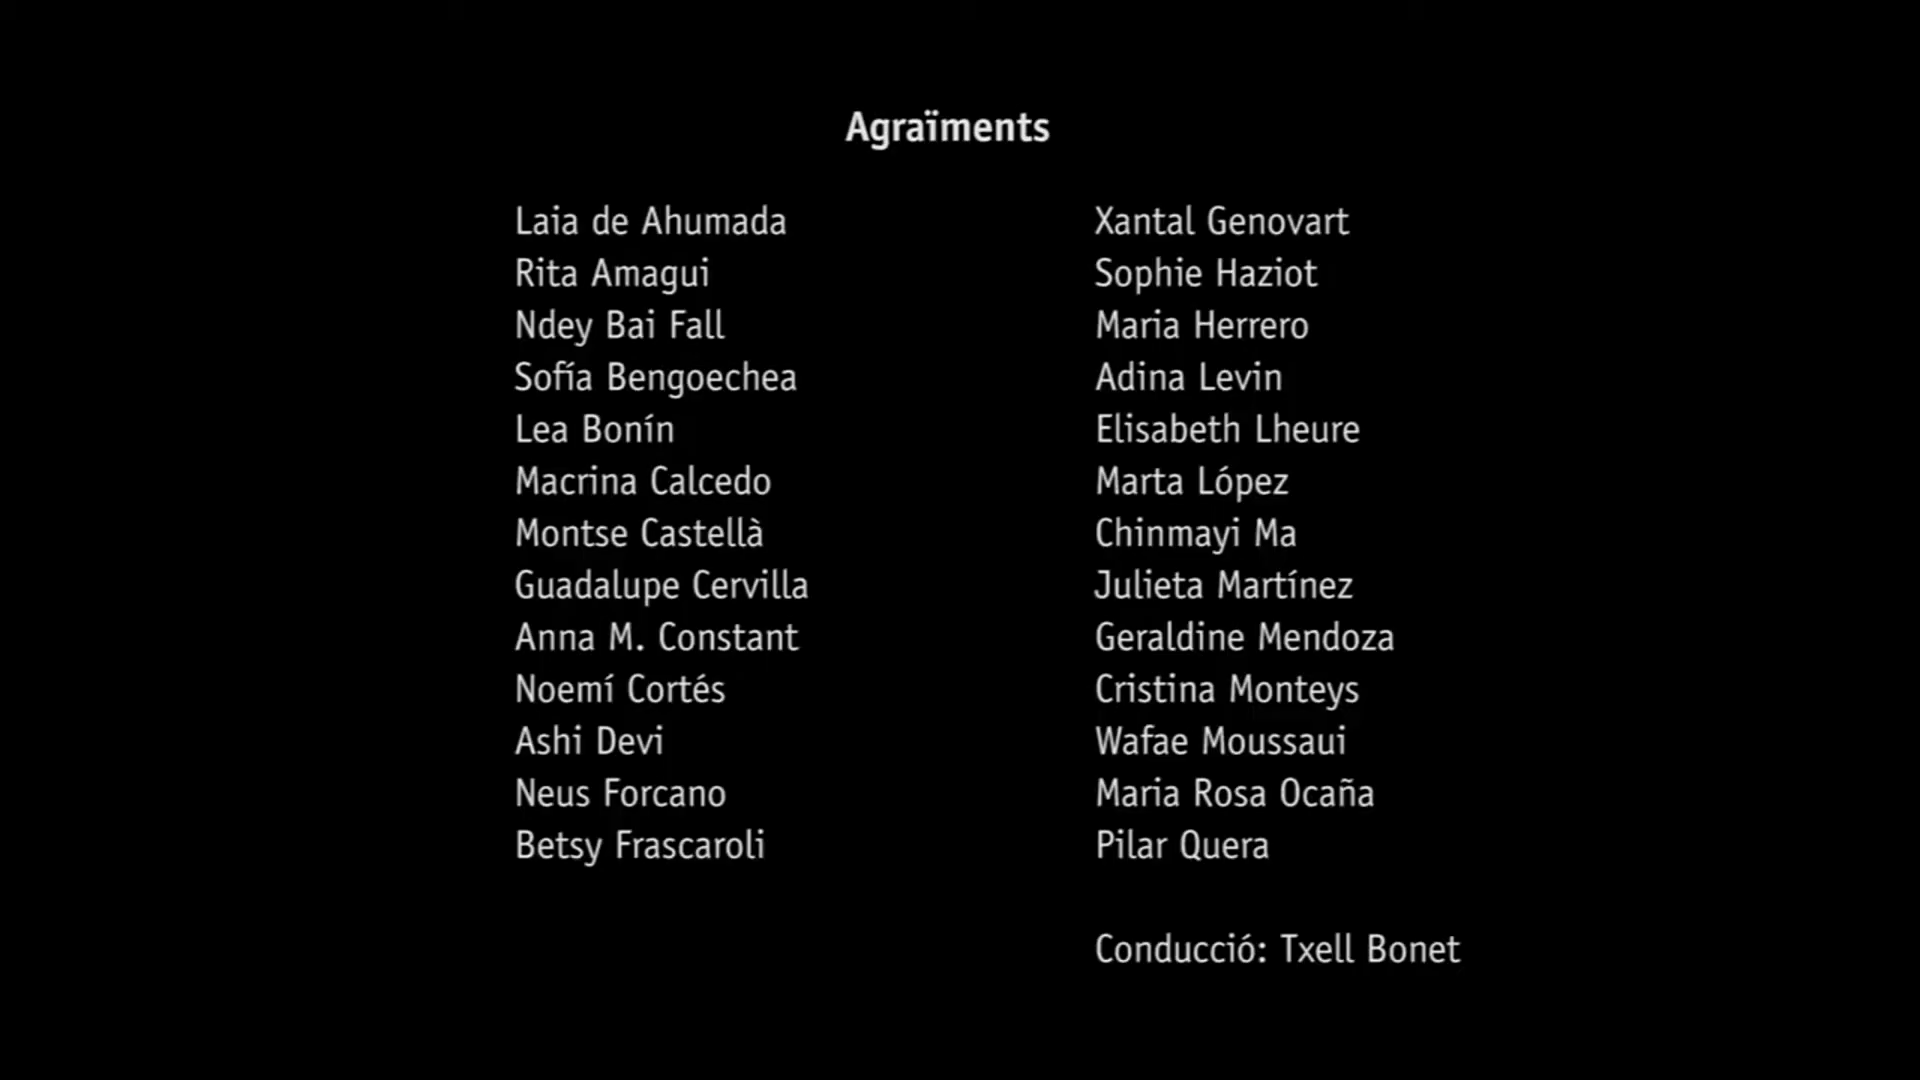 Agraïments
Laia de Ahumada
Rita Amagui
Ndey Bai Fall
Sofía Bengoechea
Lea Bonín
Macrina Calcedo
Montse Castellà
Guadalupe Cervilla
Anna M. Constant
Noemí Cortés
Ashi Devi
Neus Forcano
Betsy Frascaroli
Xantal Genovart
Sophie Haziot
Maria Herrero
Adina Levin
Elisabeth Lheure
Marta López
Chinmayi Ma
Julieta Martínez
Geraldine Mendoza
Cristina Monteys
Wafae Moussaui
Maria Rosa Ocaña
Pilar Quera
Conducció: Txell Bonet